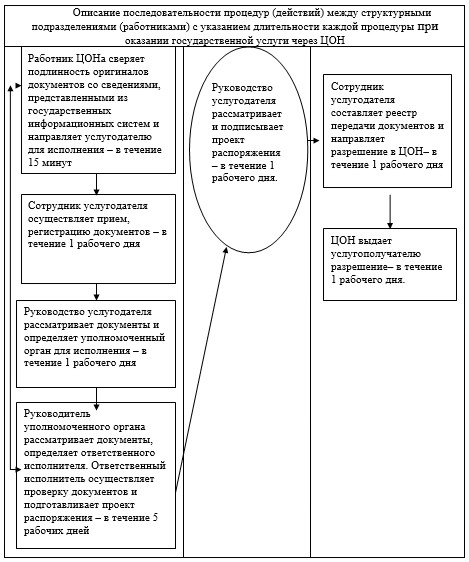 Описание последовательности процедур (действий) между структурными
подразделениями (работниками) с указанием длительности каждой процедуры при
оказании государственной услуги через ЦОН
Работник ЦОНа сверяет
подлинность оригиналов
документов со сведениями,
представленными из
государственных
информационных систем и
направляет услугодателю
для исполнения – в течение
15 минут
Сотрудник услугодателя
осуществляет прием,
регистрацию документов – в
течение 1 рабочего дня
Руководство услугодателя
рассматривает документы и
определяет уполномоченный
орган для исполнения – в
течение 1 рабочего дня
Руководитель
уполномоченного органа
рассматривает документы,
определяет ответственного
исполнителя. Ответственный
исполнитель осуществляет
проверку документов и
подготавливает проект
распоряжения – в течение 5
рабочих дней
Руководство
услугодателя
рассматривает
и подписывает
проект
распоряжения
– в течение 1
рабочего дня.
Сотрудник
услугодателя
составляет реестр
передачи документов и
направляет
разрешение в ЦОН– в
течение 1 рабочего дня
ЦОН выдает
услугополучателю
разрешение– в течение
1 рабочего дня.